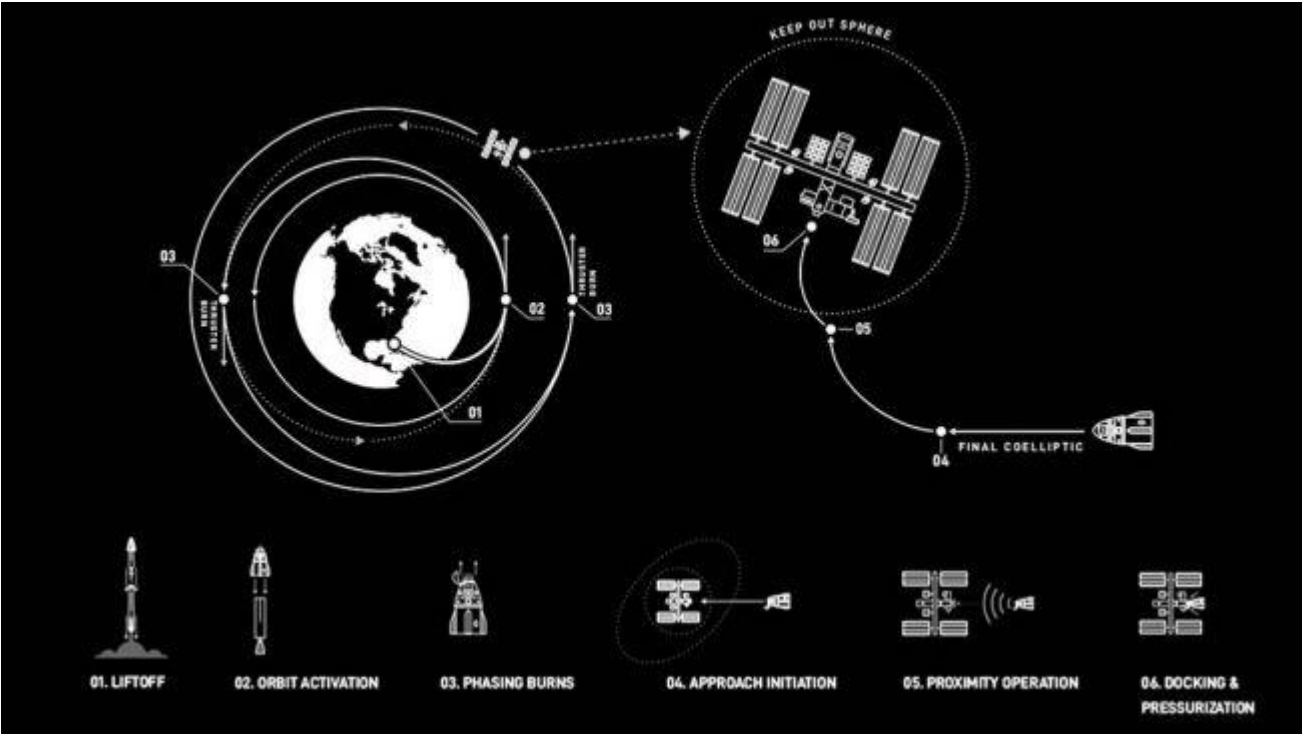 KEEP OUT SPHERE
03
THRUSTER
BURN
02
THRUSTER
BURN
03
01
06
05
04
FINAL COELLIPTIC
01. LIFTOFF
02. ORBIT ACTIVATION
03. PHASING BURNS
04. APPROACH INITIATION
05. PROXIMITY OPERATION
06. DOCKING &
PRESSURIZATION